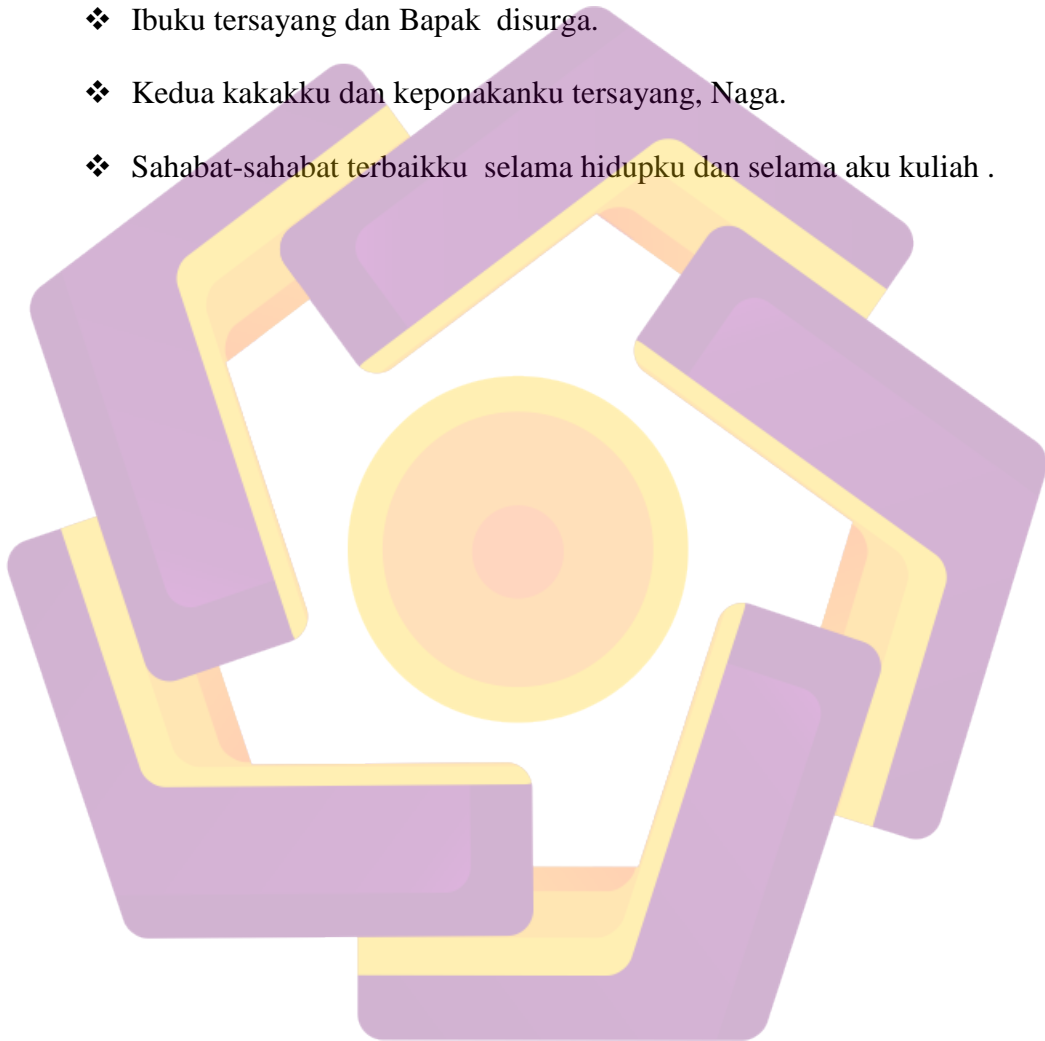 ❖ Ibuku tersayang dan Bapak  disurga.
❖ Kedua kakakku dan keponakanku tersayang, Naga.
❖ Sahabat-sahabat terbaikku  selama hidupku dan selama aku kuliah .